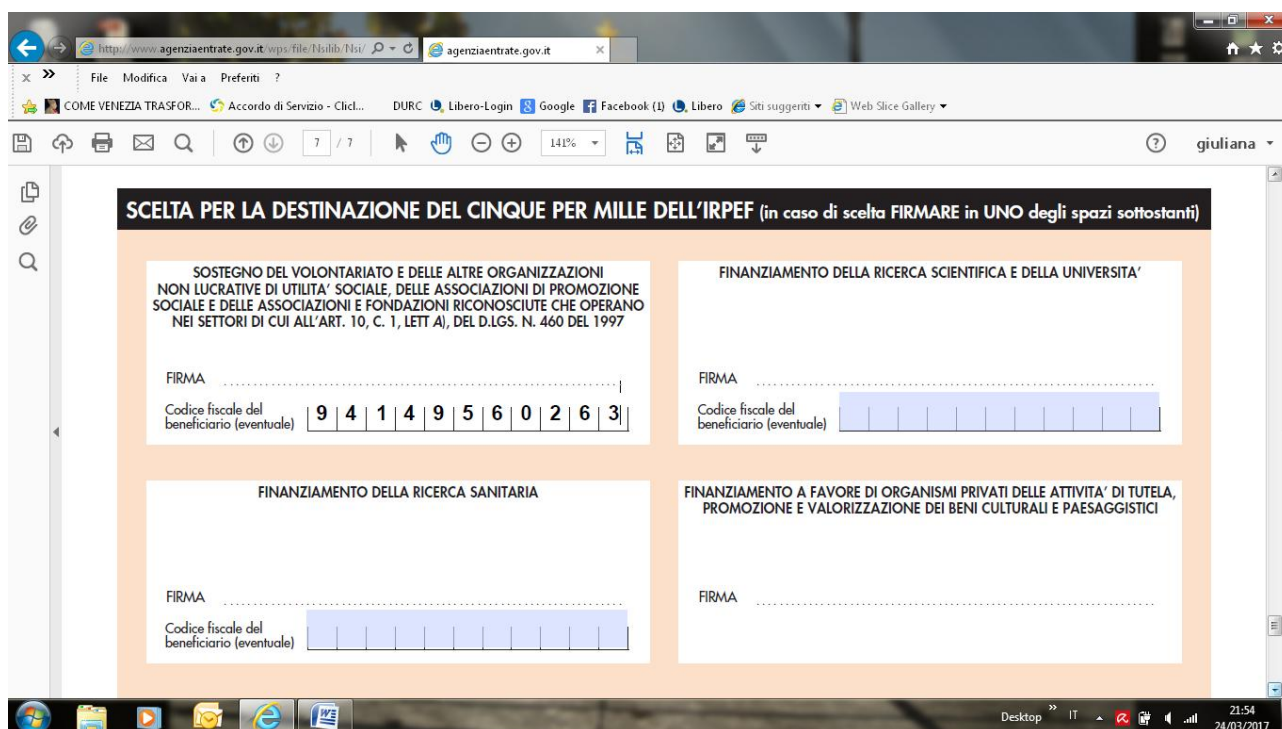 http://www.agenziaentrate.gov.it/wps/file/Nsilib/Nsi/
agenziaentrate.gov.it
File Modifica Vai a Preferiti ?
COME VENEZIA TRASFOR... Accordo di Servizio - Clicl... DURC Libero-Login Google Facebook (1) Libero Siti suggeriti Web Slice Gallery
7 / 7 141% giuliana
SCELTA PER LA DESTINAZIONE DEL CINQUE PER MILLE DELL'IRPEF (in caso di scelta FIRMARE in UNO degli spazi sottostanti)
SOSTEGNO DEL VOLONTARIATO E DELLE ALTRE ORGANIZZAZIONI
NON LUCRATIVE DI UTILITA' SOCIALE, DELLE ASSOCIAZIONI DI PROMOZIONE
SOCIALE E DELLE ASSOCIAZIONI E FONDAZIONI RICONOSCIUTE CHE OPERANO
NEI SETTORI DI CUI ALL'ART. 10, C. 1, LETT A), DEL D.LGS. N. 460 DEL 1997
FIRMA
Codice fiscale del
beneficiario (eventuale) 9 4 1 4 9 5 6 0 2 6 3
FINANZIAMENTO DELLA RICERCA SCIENTIFICA E DELLA UNIVERSITA'
FIRMA
Codice fiscale del
beneficiario (eventuale)
FINANZIAMENTO DELLA RICERCA SANITARIA
FIRMA
Codice fiscale del
beneficiario (eventuale)
FINANZIAMENTO A FAVORE DI ORGANISMI PRIVATI DELLE ATTIVITA' DI TUTELA,
PROMOZIONE E VALORIZZAZIONE DEI BENI CULTURALI E PAESAGGISTICI
FIRMA
Desktop IT 21:54
24/03/2017